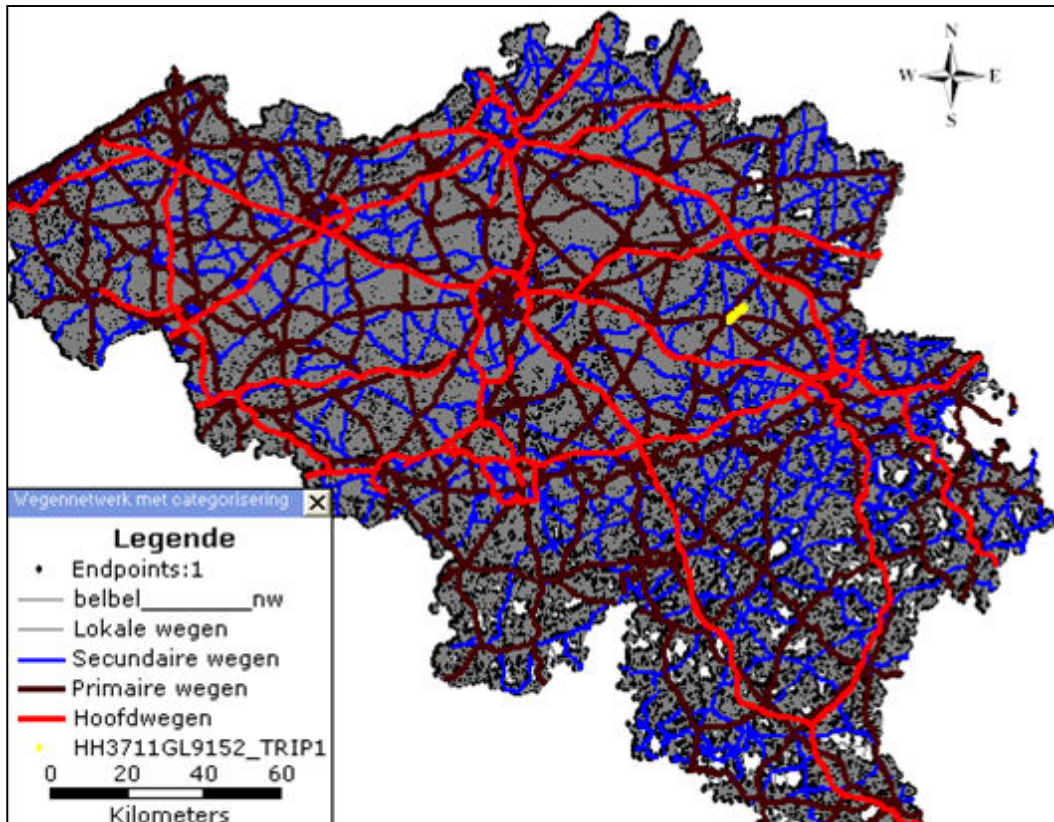 N
W E
S
Wegennetwerk met categorisering
Legende
Endpoints:1
belbel________nw
Lokale wegen
Secundaire wegen
Primaire wegen
Hoofdwegen
HH3711GL9152_TRIP1
0 20 40 60
Kilometers